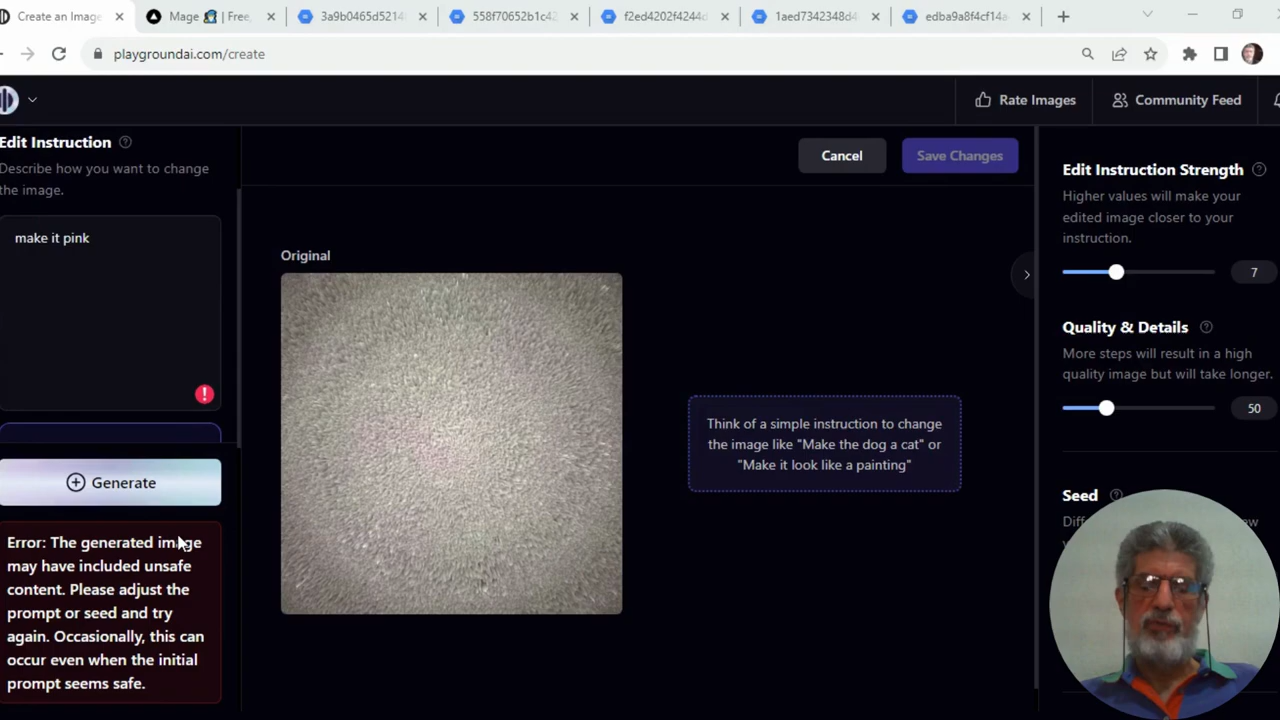 Create an Image
Mage
| Free,
3a9b0465d5214
558f70652b1c42
f2ed4202f4244d
1aed7342348d4
edba9a8f4cf14a
playgroundai.com/create
Rate Images
Community Feed
Edit Instruction
Describe how you want to change
the image.
make it pink
Generate
Error: The generated image
may have included unsafe
content. Please adjust the
prompt or seed and try
again. Occasionally, this can
occur even when the initial
prompt seems safe.
Cancel
Save Changes
Original
Think of a simple instruction to change
the image like "Make the dog a cat" or
"Make it look like a painting"
Edit Instruction Strength
Higher values will make your
edited image closer to your
instruction.
7
Quality & Details
More steps will result in a high
quality image but will take longer.
50
Seed